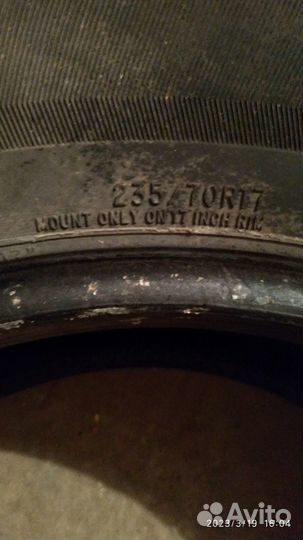 235/70R17
MOUNT ONLY ON 17 INCH RIM
2023/3/19 18:04
Avito